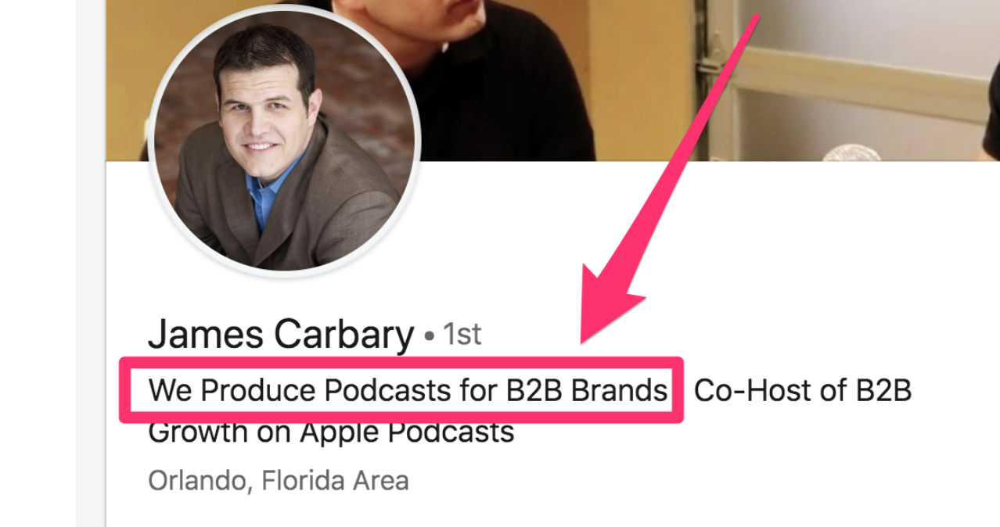 James Carbary • 1st
We Produce Podcasts for B2B Brands Co-Host of B2B
Growth on Apple Podcasts
Orlando, Florida Area